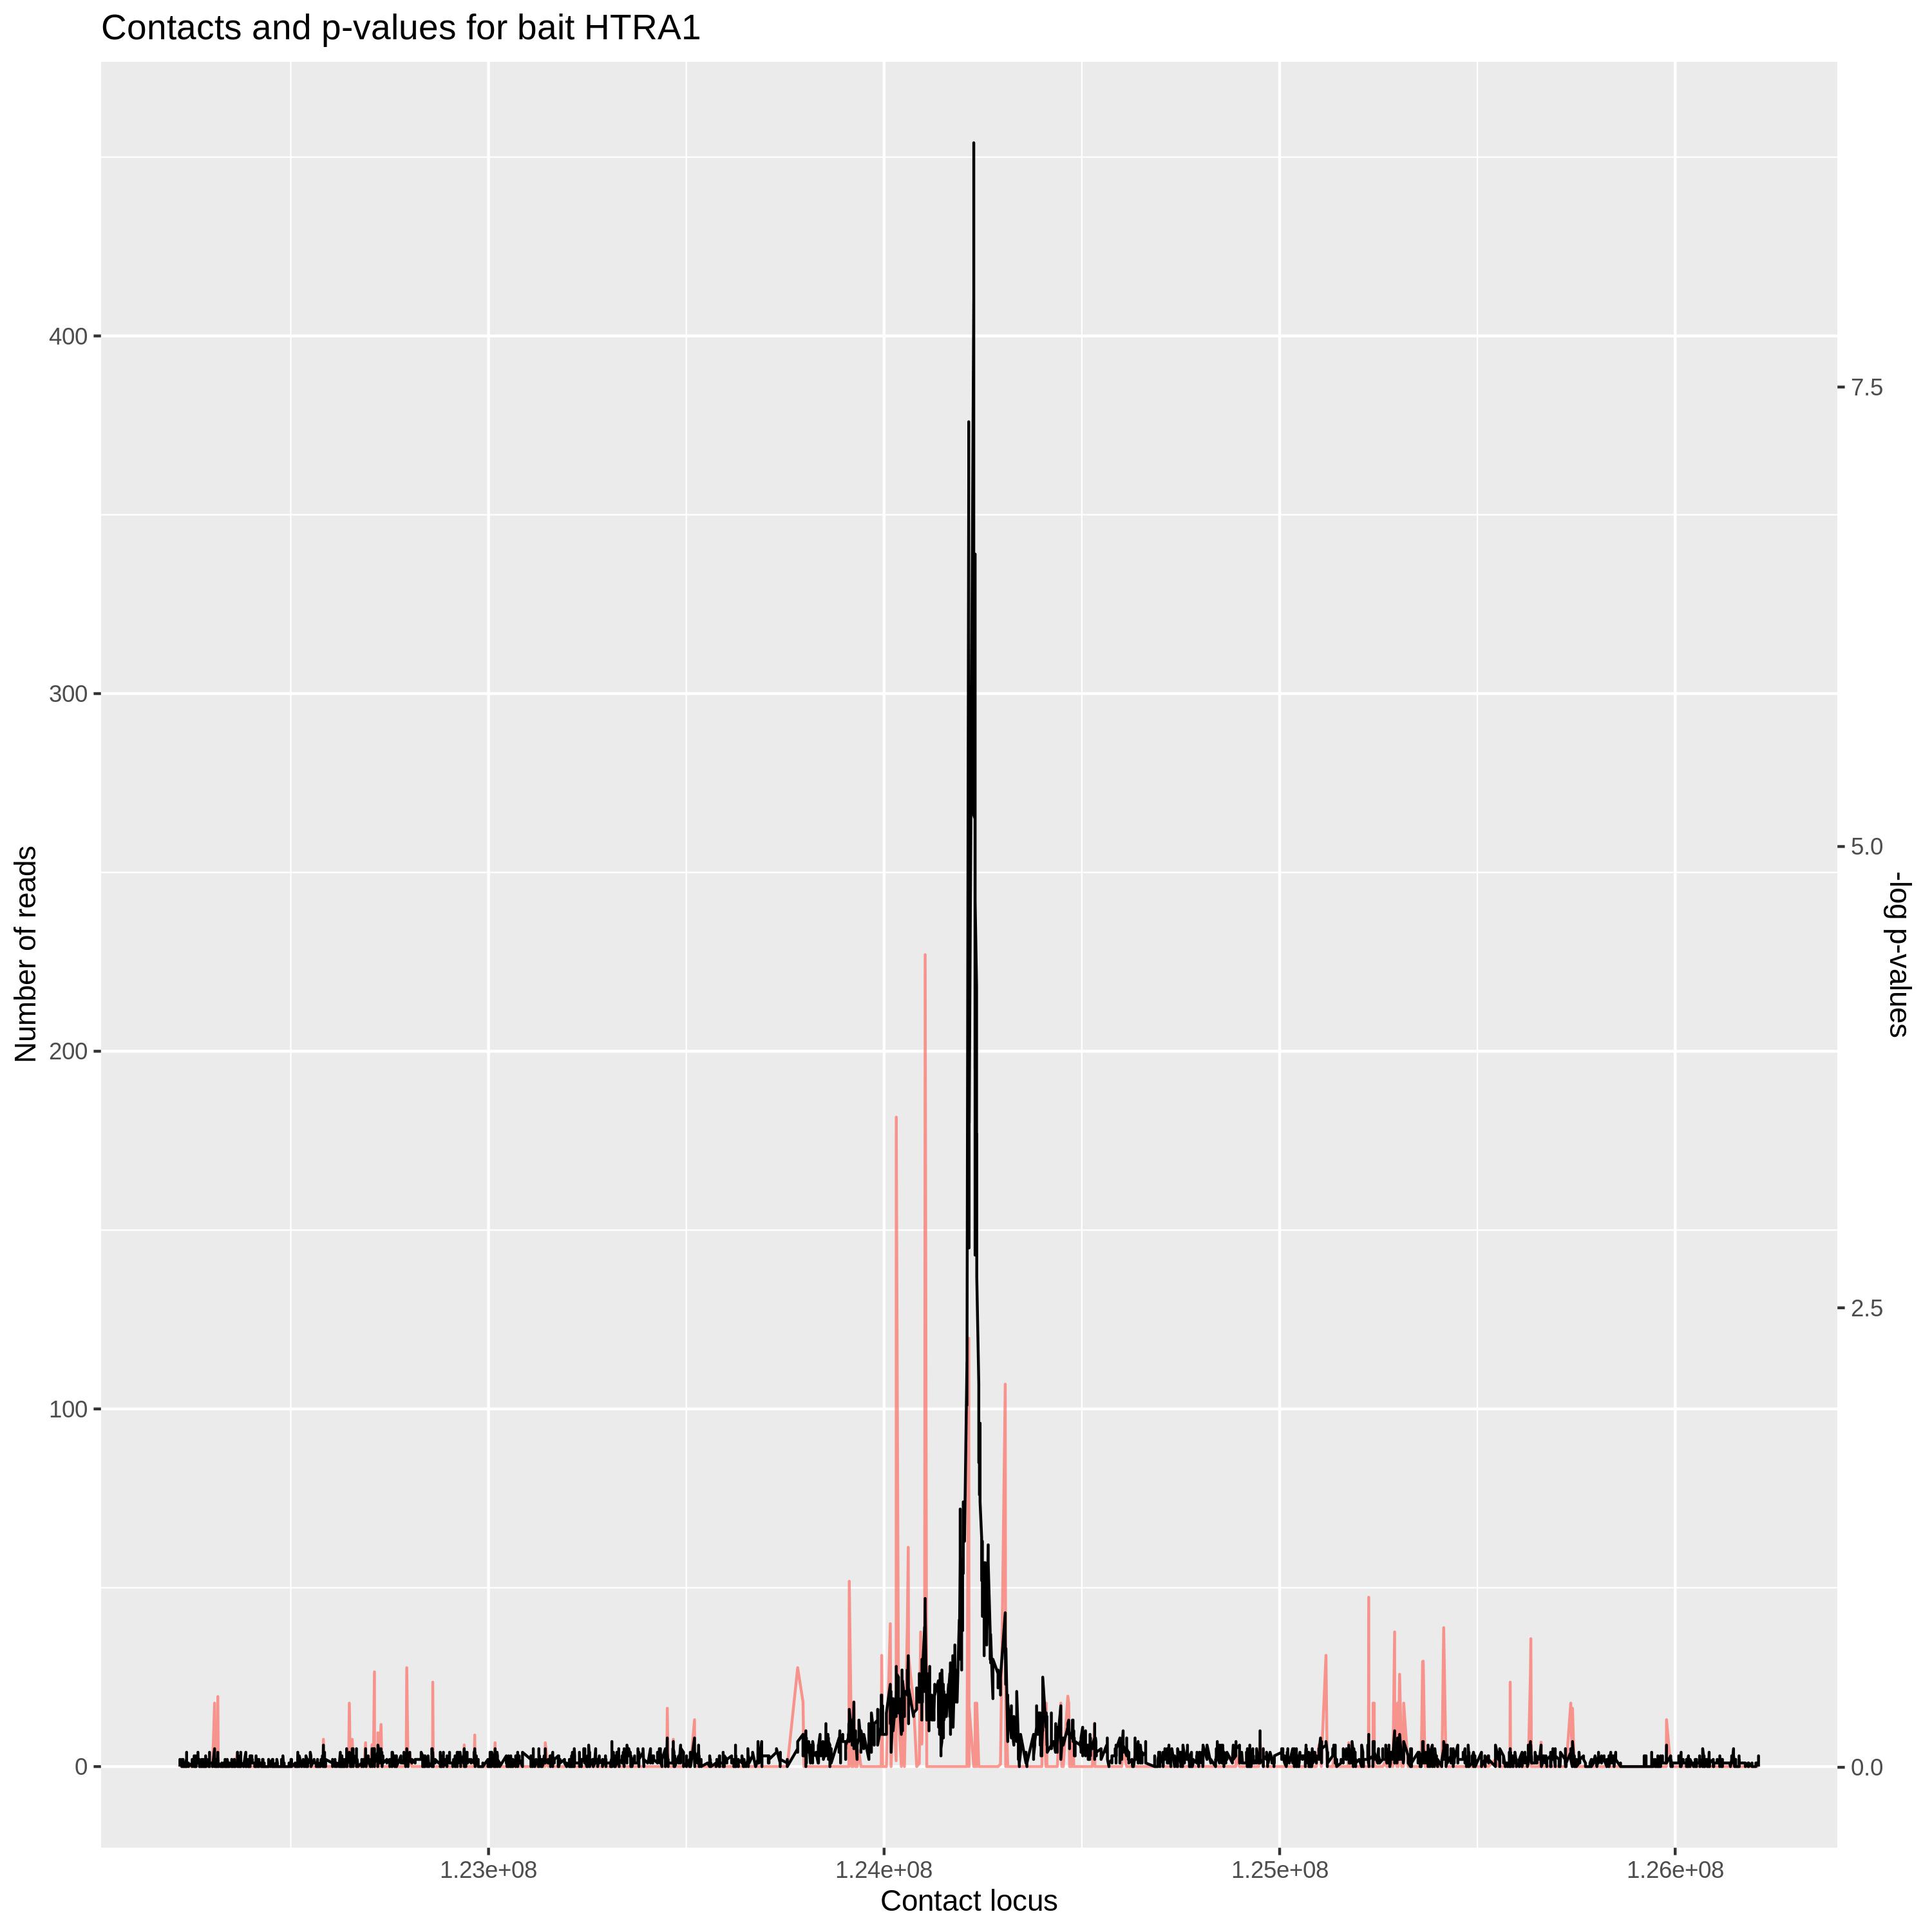 Contacts and p-values for bait HTRA1
Number of reads
400
300
200
100
0
7.5
5.0
2.5
0.0
-log p-values
1.23e+08
1.24e+08
1.25e+08
1.26e+08
Contact locus